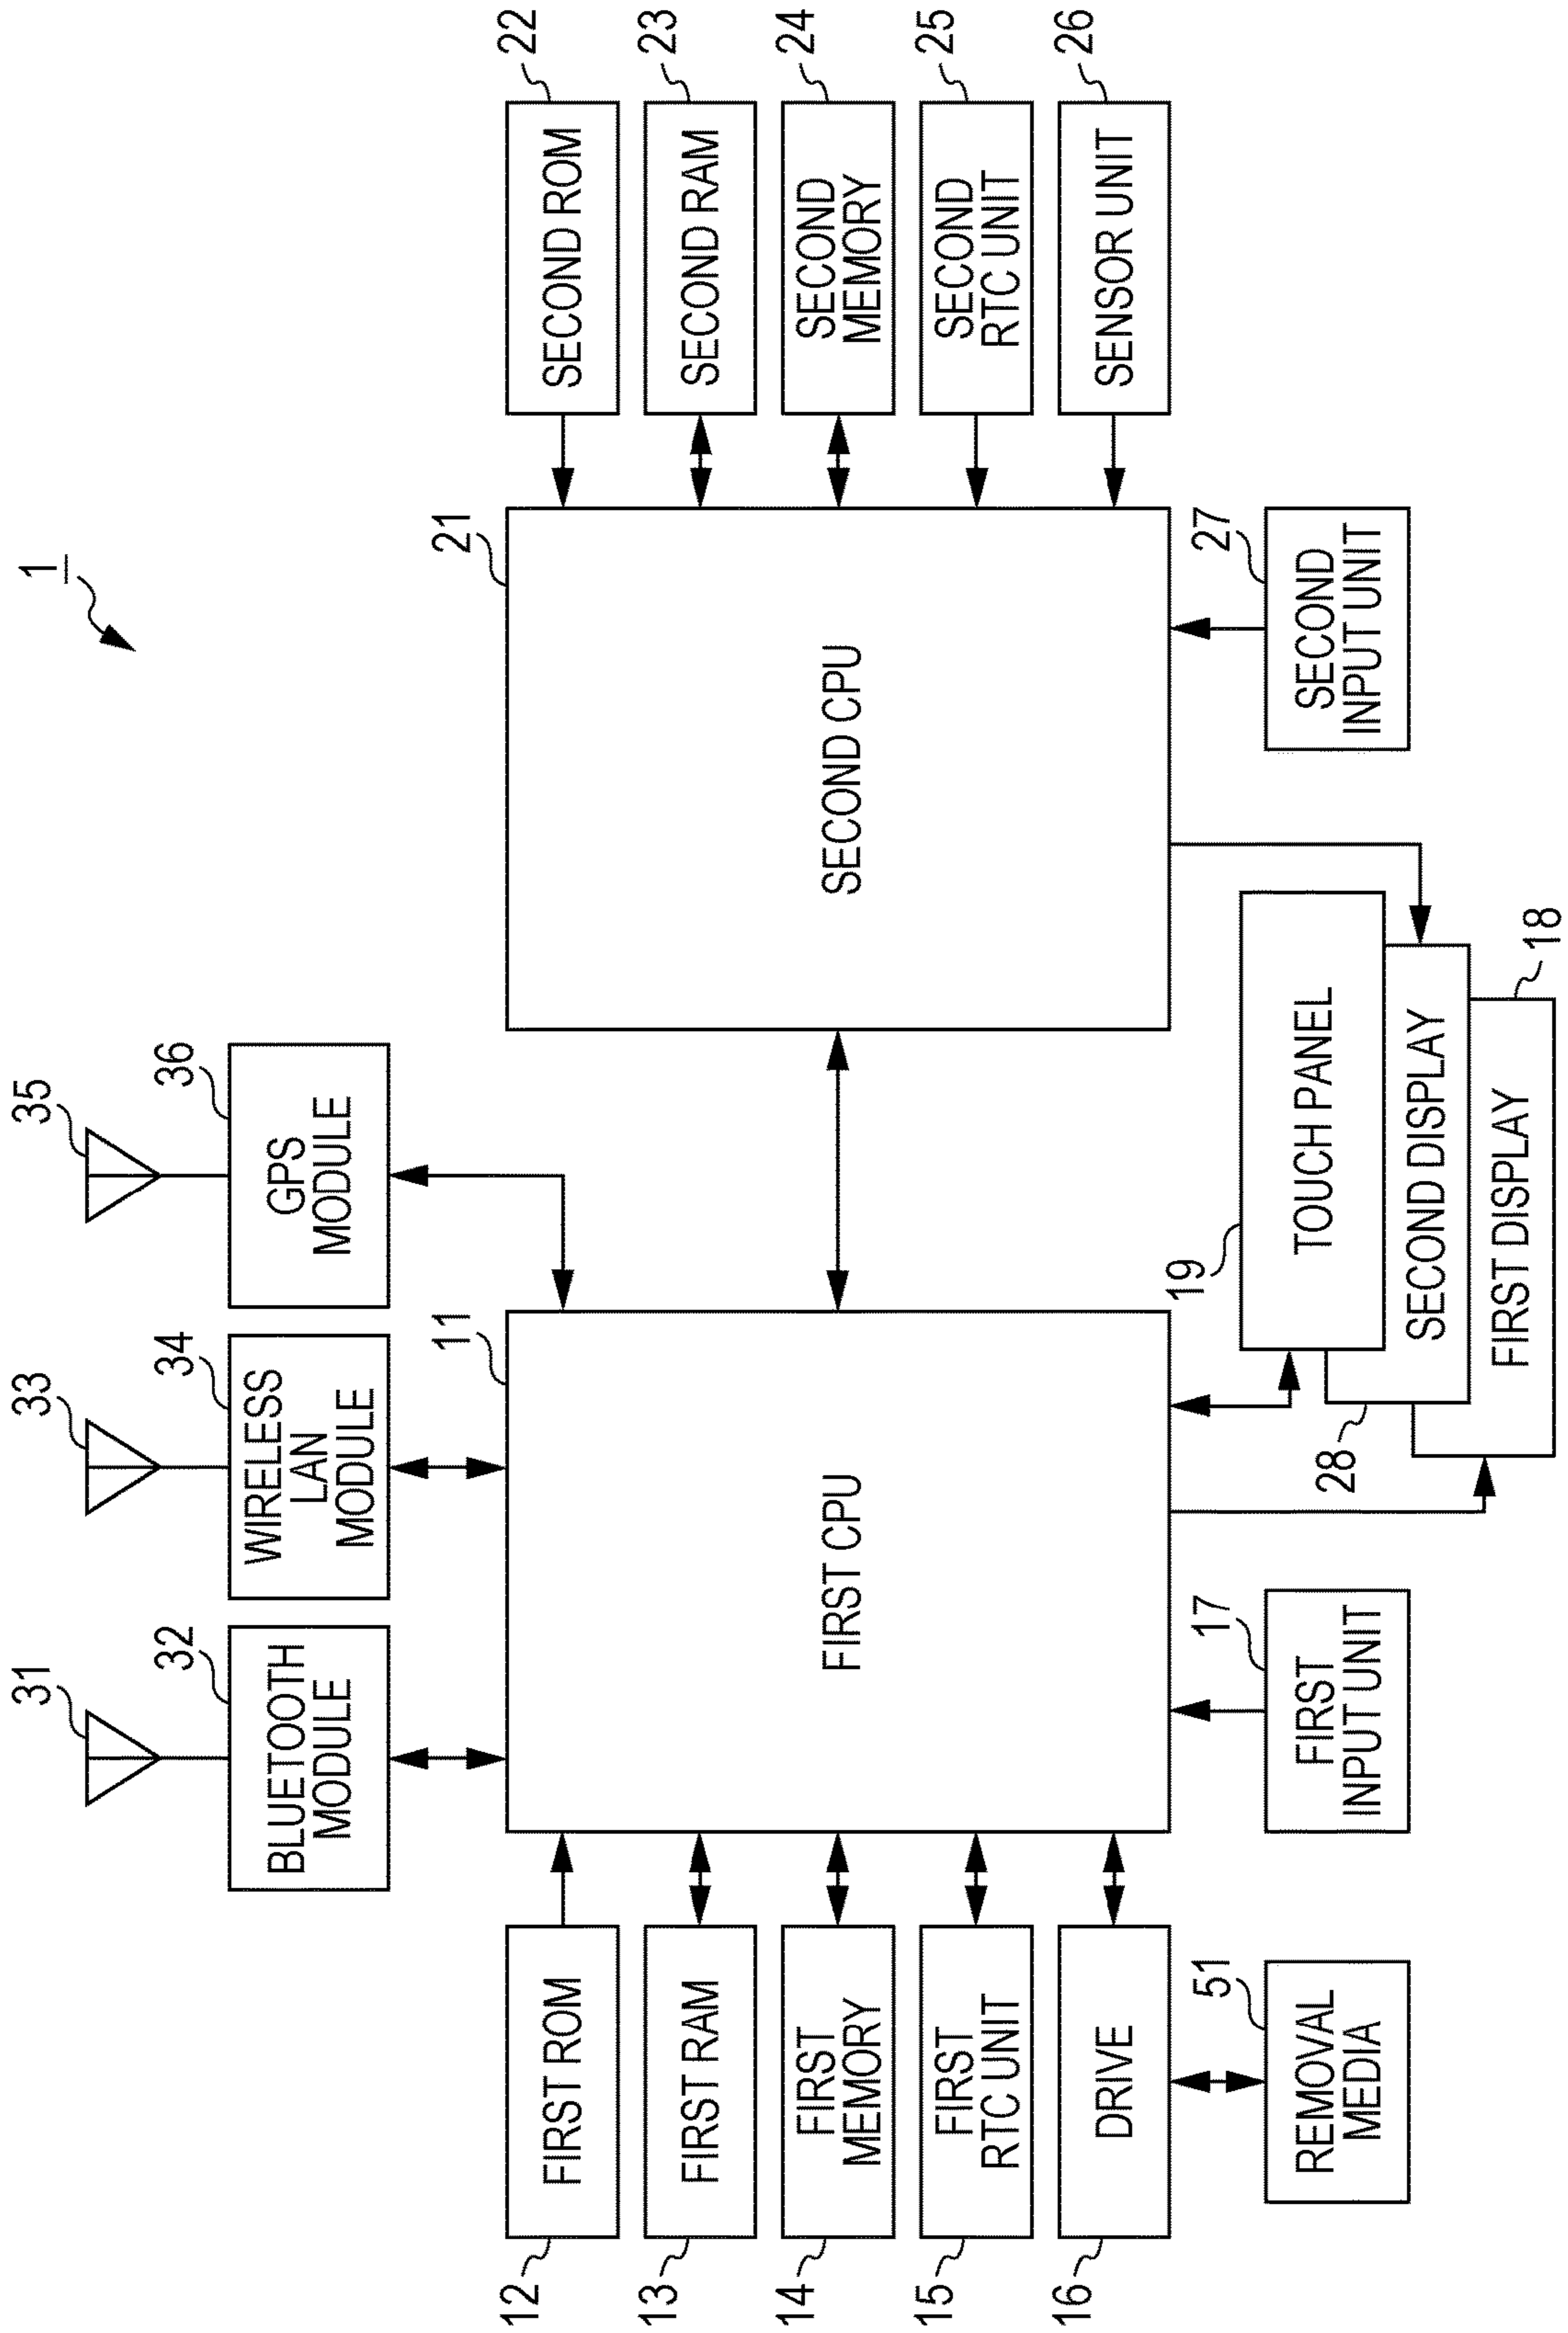 1
31
33
35
32
34
36
BLUETOOTH
MODULE
WIRELESS
LAN
MODULE
GPS
MODULE
11
21
12
FIRST ROM
13
FIRST RAM
14
FIRST
MEMORY
15
FIRST
RTC UNIT
16
DRIVE
FIRST CPU
SECOND CPU
SECOND ROM
22
SECOND RAM
23
SECOND
MEMORY
24
SECOND
RTC UNIT
25
SENSOR UNIT
26
51
REMOVAL
MEDIA
17
FIRST
INPUT UNIT
19
TOUCH PANEL
28
SECOND DISPLAY
FIRST DISPLAY
18
27
SECOND
INPUT UNIT